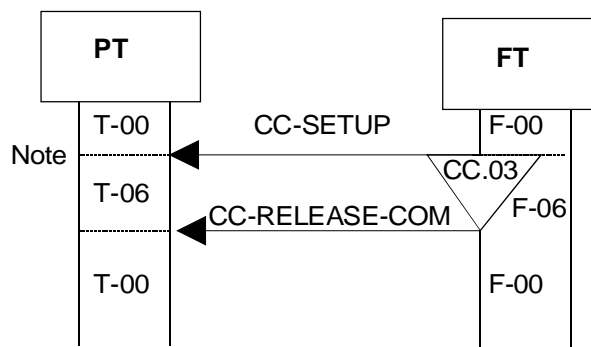 PT
FT
T-00
CC-SETUP
F-00
Note
CC.03
T-06
F-06
CC-RELEASE-COM
T-00
F-00